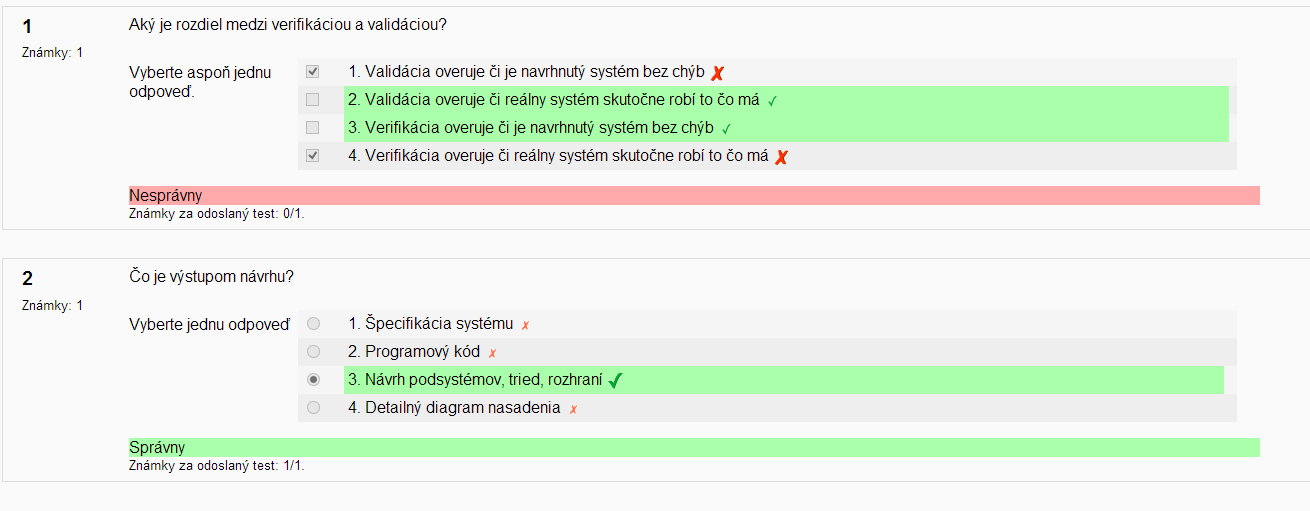 1
Aký je rozdiel medzi verifikáciou a validáciou?
Známky: 1
Vyberte aspoň jednu
odpoveď.
1. Validácia overuje či je navrhnutý systém bez chýb
2. Validácia overuje či reálny systém skutočne robí to čo má
3. Verifikácia overuje či je navrhnutý systém bez chýb
4. Verifikácia overuje či reálny systém skutočne robí to čo má
Nesprávny
Známky za odoslaný test: 0/1.
2
Čo je výstupom návrhu?
Známky: 1
Vyberte jednu odpoveď
1. Špecifikácia systému
2. Programový kód
3. Návrh podsystémov, tried, rozhraní
4. Detailný diagram nasadenia
Správny
Známky za odoslaný test: 1/1.